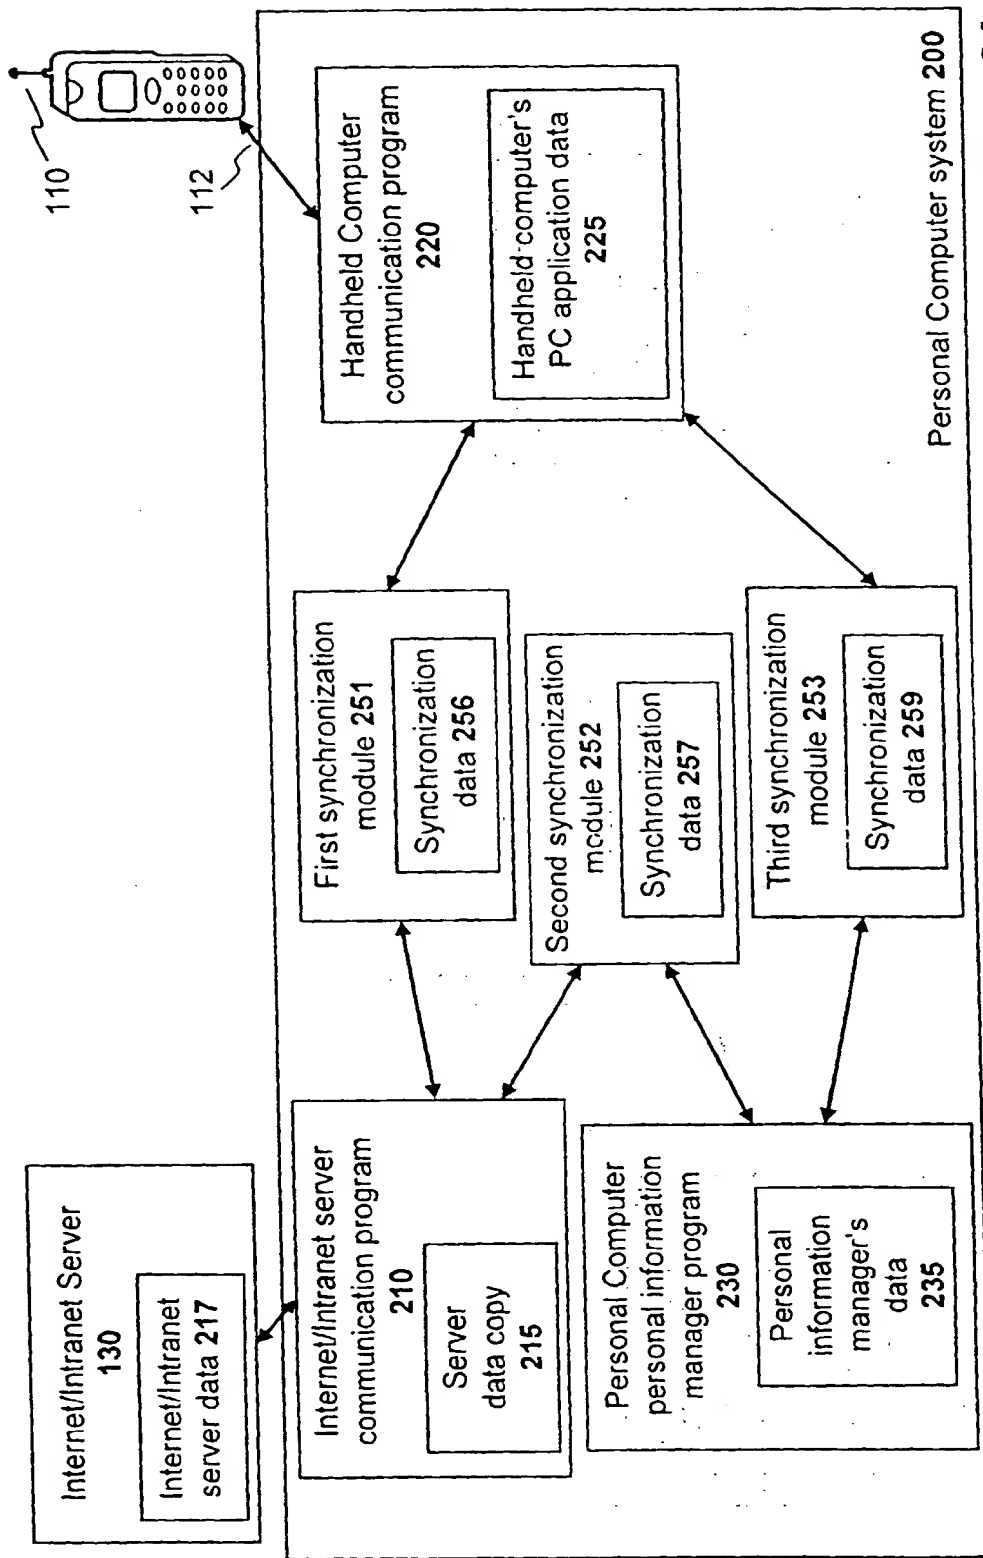 110
112
Internet/Intranet Server
130
Internet/Intranet
server data 217
Internet/Intranet server
communication program
210
Server
data copy
215
Personal Computer
personal information
manager program
230
Personal
information
manager's
data
235
First synchronization
module 251
Synchronization
data 256
Second synchronization
module 252
Synchronization
data 257
Third synchronization
module 253
Synchronization
data 259
Handheld Computer
communication program
220
Handheld-computer's
PC application data
225
Personal Computer system 200